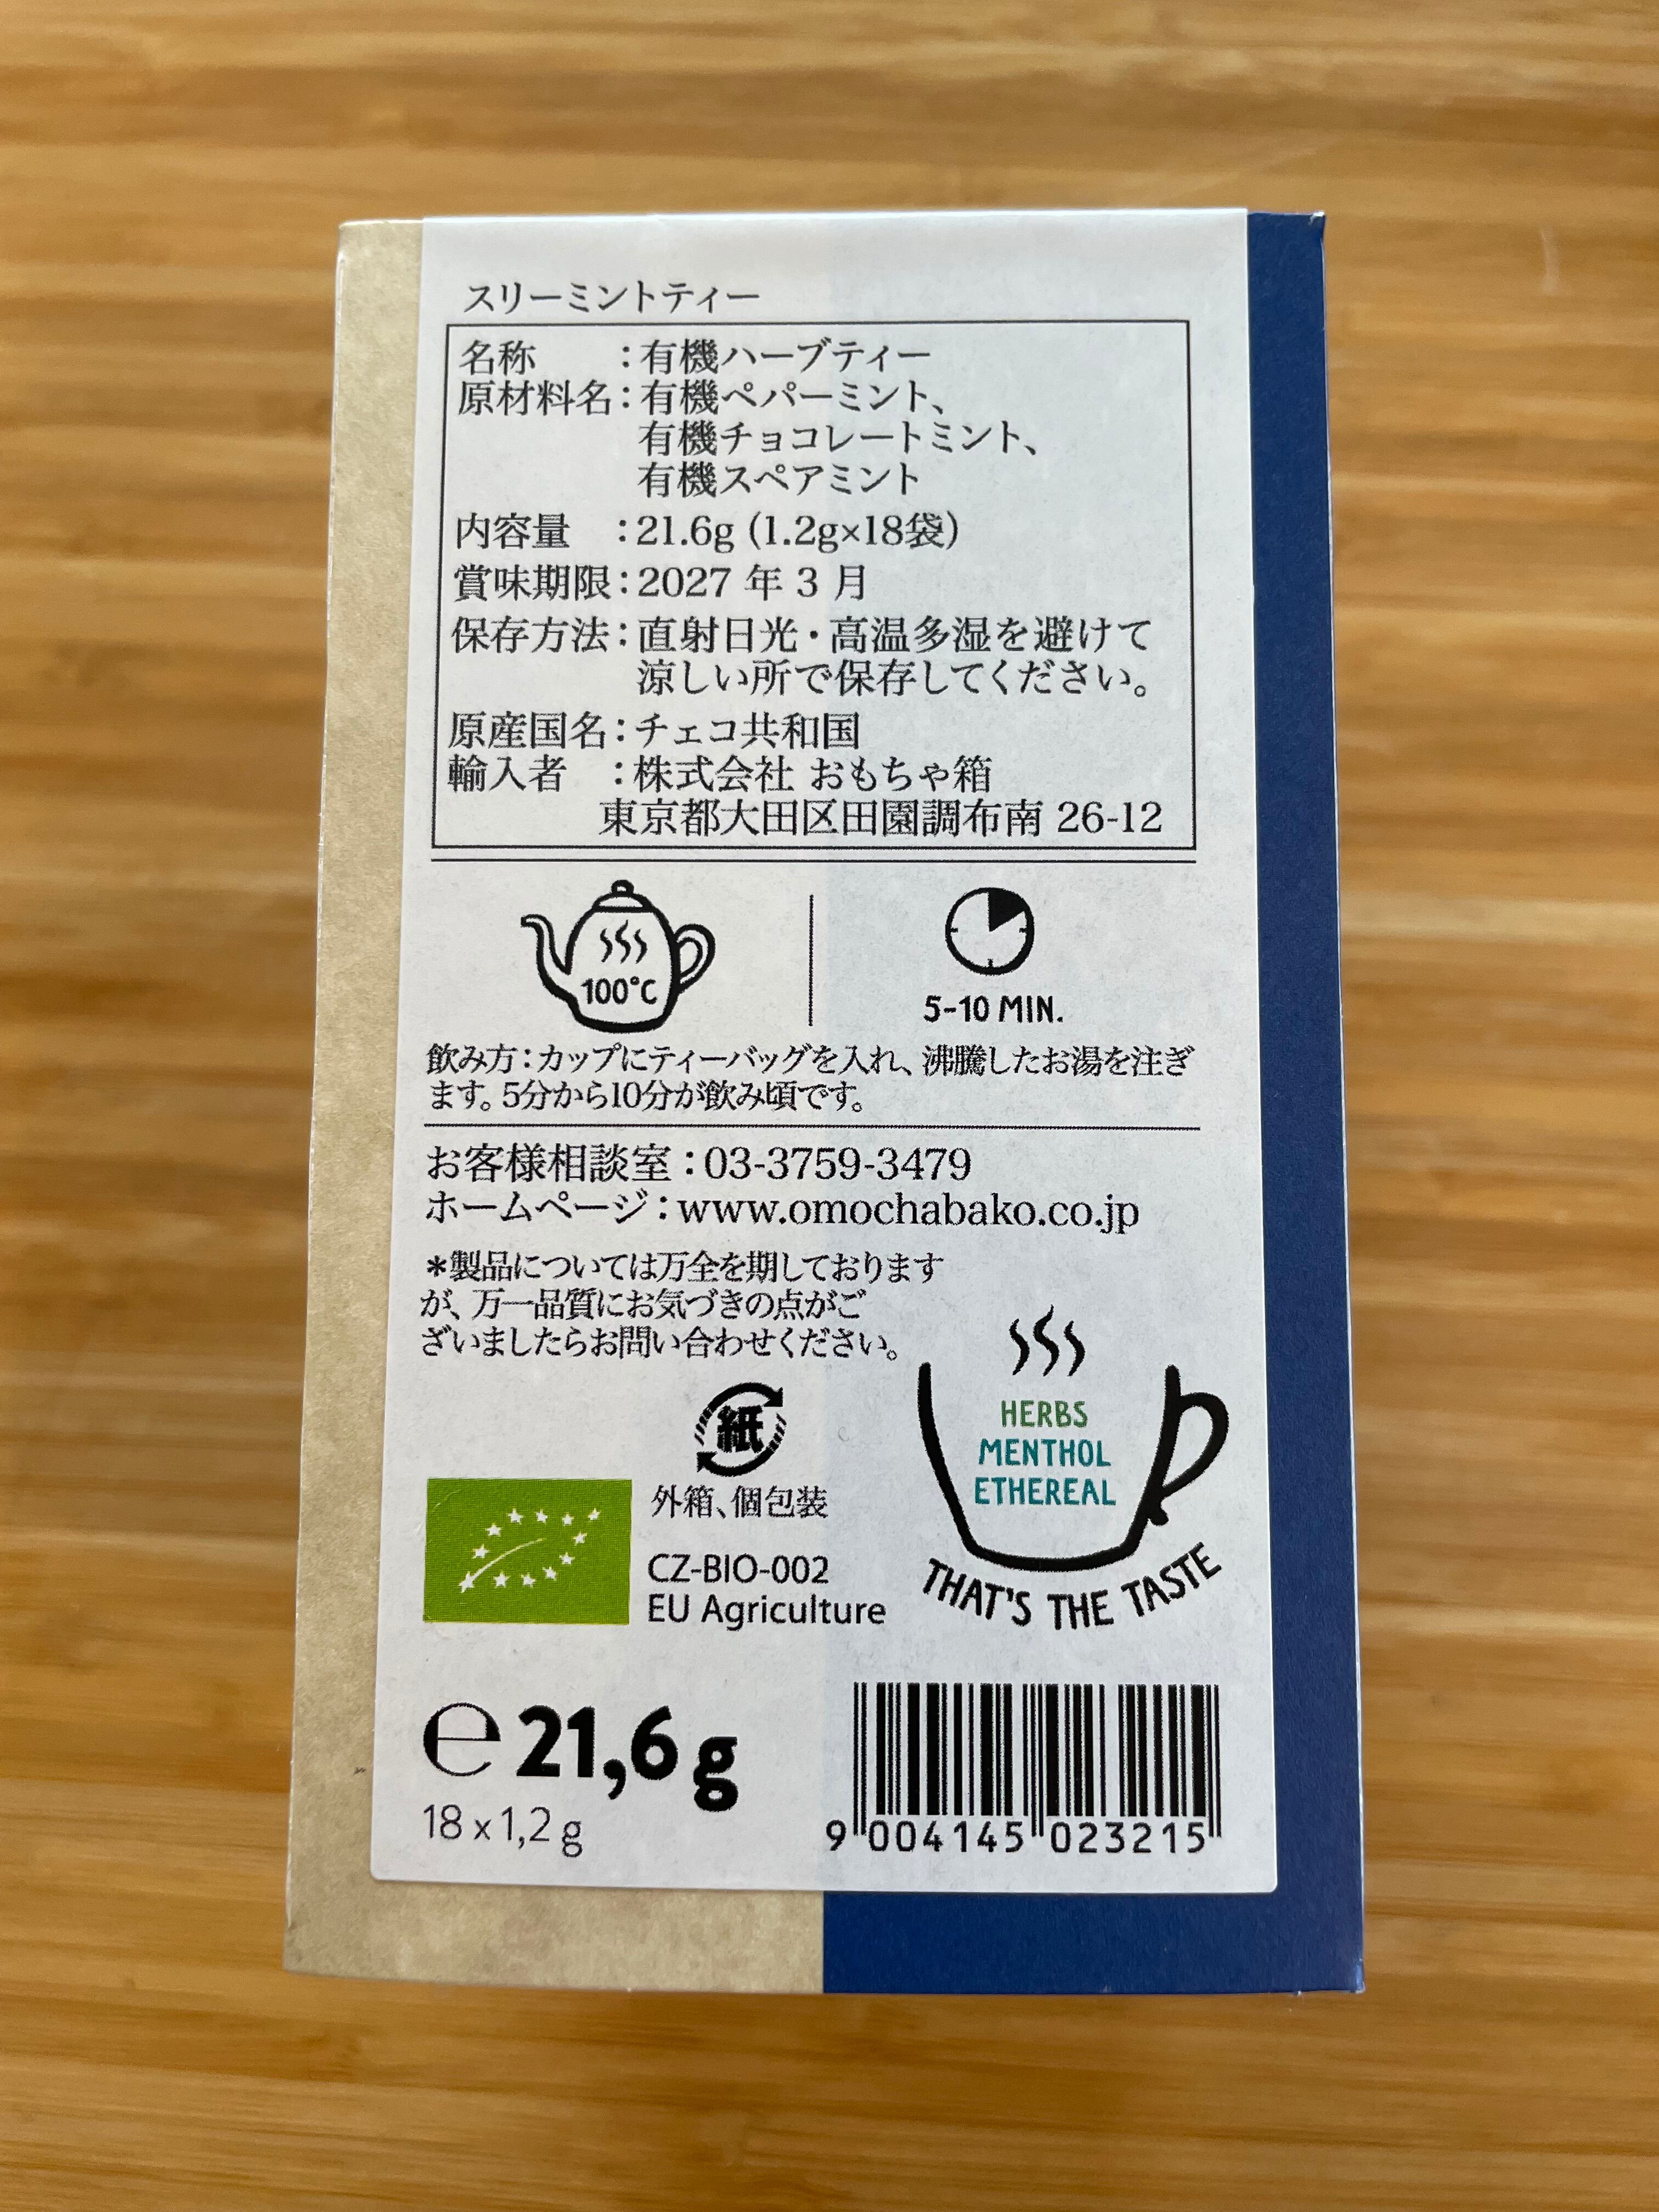 スリーミントティー
名称　　:有機ハーブティー
原材料名:有機ペパーミント、
有機チョコレートミント、
有機スペアミント
内容量　:21.6g (1.2g×18袋)
賞味期限:2027 年 3 月
保存方法:直射日光・高温多湿を避けて
涼しい所で保存してください。
原産国名:チェコ共和国
輸入者　:株式会社 おもちゃ箱
東京都大田区田園調布南 26-12
100°C
5-10 MIN.
飲み方:カップにティーバッグを入れ、沸騰したお湯を注ぎ
ます。5分から10分が飲み頃です。
お客様相談室:03-3759-3479
ホームページ:www.omochabako.co.jp
*製品については万全を期しております
が、万一品質にお気づきの点がご
ざいましたらお問い合わせください。
紙
外箱、個包装
CZ-BIO-002
EU Agriculture
HERBS
MENTHOL
ETHEREAL
THAT'S THE TASTE
℮ 21,6 g
18 x 1,2 g
9 004145 023215